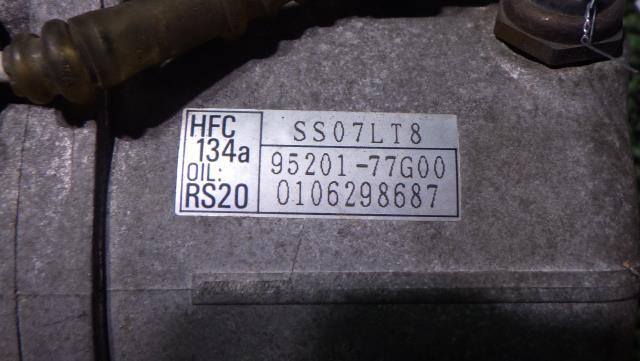 HFC
134a
OIL:
RS20
SS07LT8
95201-77G00
0106298687